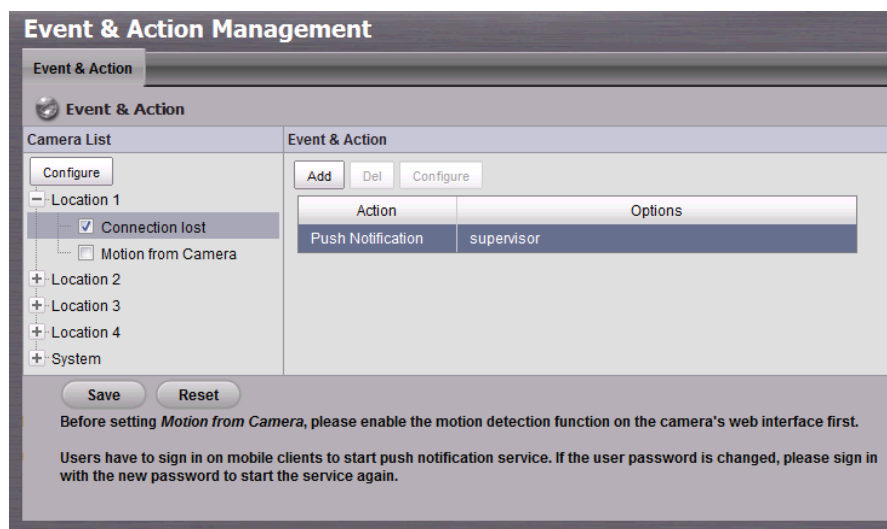 Event & Action Management
Event & Action
Event & Action
Camera List
Configure
Location 1
Connection lost
Motion from Camera
Location 2
Location 3
Location 4
System
Event & Action
Add Del Configure
Action Options
Push Notification supervisor
Save Reset
Before setting Motion from Camera, please enable the motion detection function on the camera's web interface first.
Users have to sign in on mobile clients to start push notification service. If the user password is changed, please sign in
with the new password to start the service again.